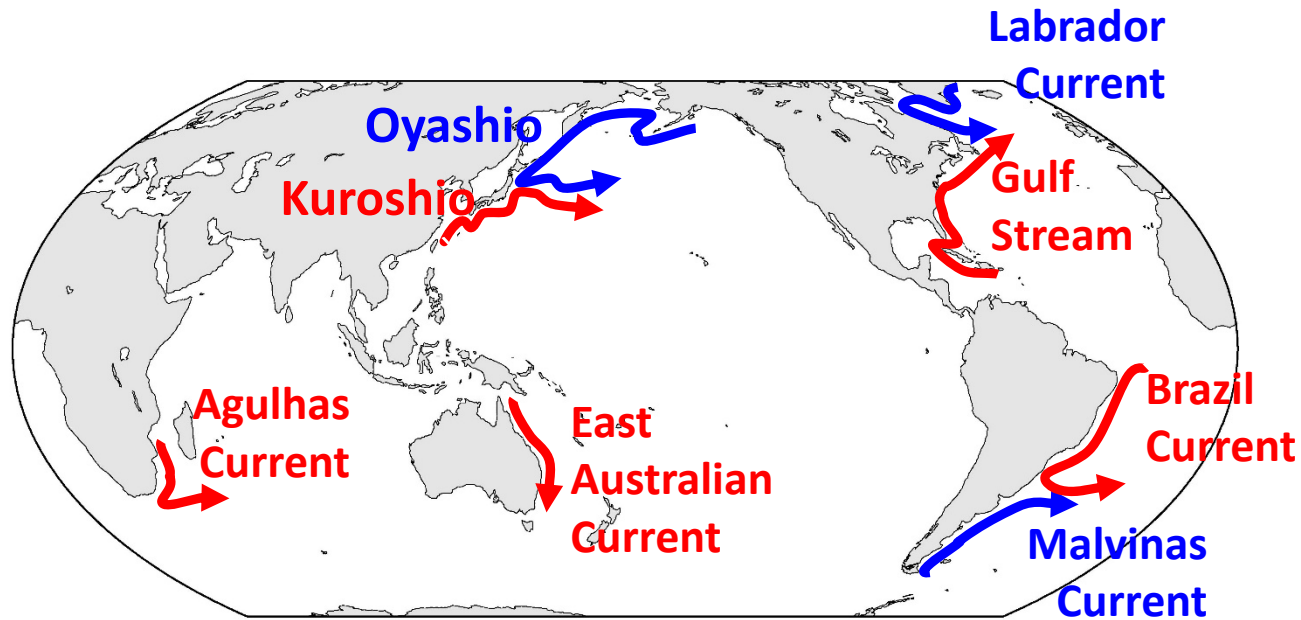 Labrador
Current
Oyashio
Kuroshio
Gulf
Stream
Agulhas
Current
East
Australian
Current
Brazil
Current
Malvinas
Current